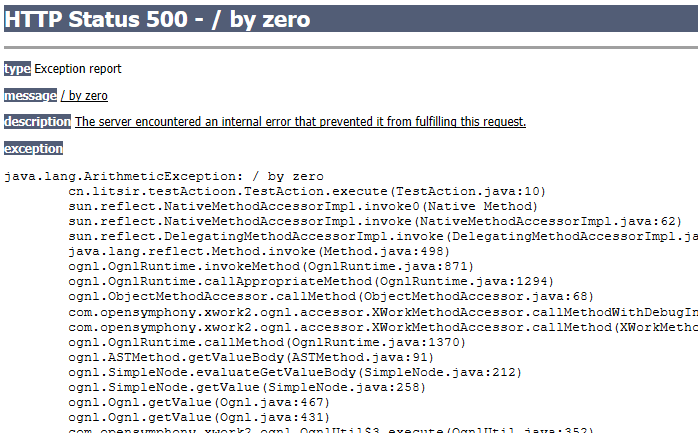 HTTP Status 500 - / by zero
type Exception report
message / by zero
description The server encountered an internal error that prevented it from fulfilling this request.
exception
java.lang.ArithmeticException: / by zero
cn.litsir.testActioon.TestAction.execute(TestAction.java:10)
sun.reflect.NativeMethodAccessorImpl.invoke0(Native Method)
sun.reflect.NativeMethodAccessorImpl.invoke(NativeMethodAccessorImpl.java:62)
sun.reflect.DelegatingMethodAccessorImpl.invoke(DelegatingMethodAccessorImpl.ja
java.lang.reflect.Method.invoke(Method.java:498)
ognl.OgnlRuntime.invokeMethod(OgnlRuntime.java:871)
ognl.OgnlRuntime.callAppropriateMethod(OgnlRuntime.java:1294)
ognl.ObjectMethodAccessor.callMethod(ObjectMethodAccessor.java:68)
com.opensymphony.xwork2.ognl.accessor.XWorkMethodAccessor.callMethodWithDebugIn
com.opensymphony.xwork2.ognl.accessor.XWorkMethodAccessor.callMethod(XWorkMetho
ognl.OgnlRuntime.callMethod(OgnlRuntime.java:1370)
ognl.ASTMethod.getValueBody(ASTMethod.java:91)
ognl.SimpleNode.evaluateGetValueBody(SimpleNode.java:212)
ognl.SimpleNode.getValue(SimpleNode.java:258)
ognl.Ognl.getValue(Ognl.java:467)
ognl.Ognl.getValue(Ognl.java:431)
com.opensymphony.xwork2.ognl.OgnlUtil$3.execute(OgnlUtil.java:352)